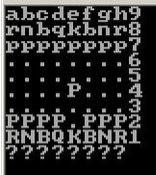 abcdefgh9
rnbqkbnr8
pppppppp7
........6
........5
....P...4
........3
PPPP.PPP2
RNBQKBNR1
????????